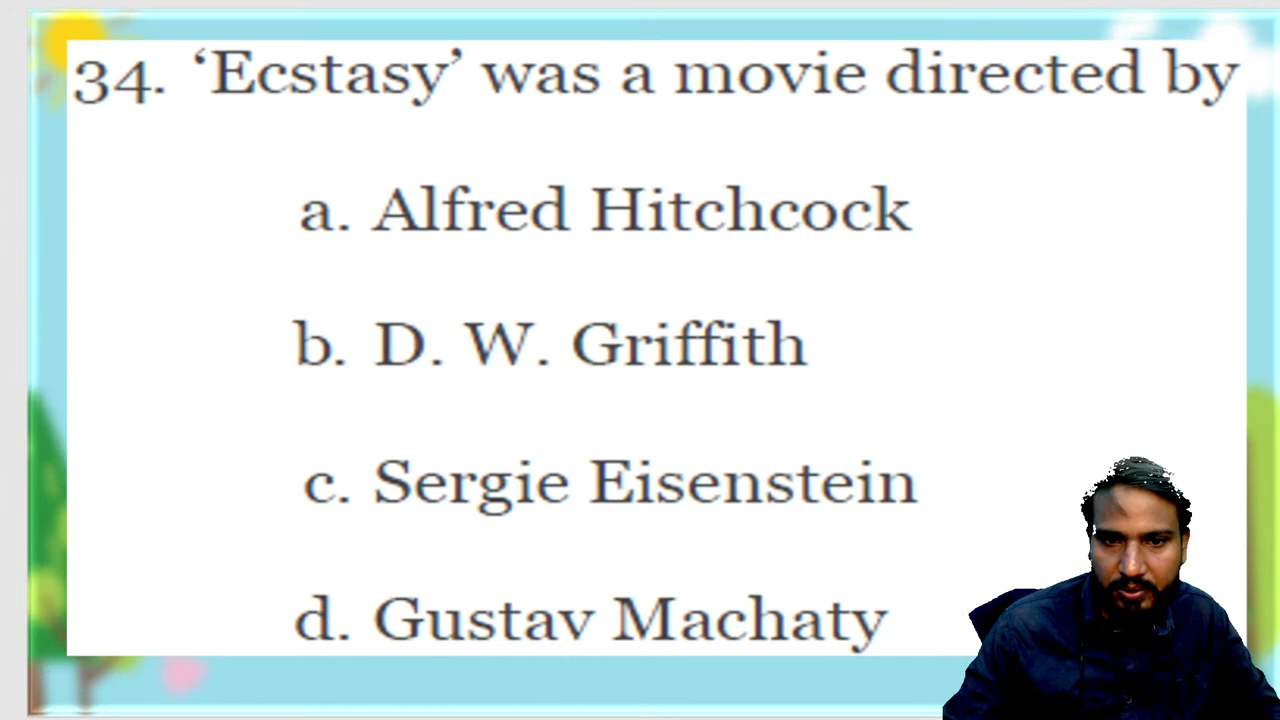 34. ‘Ecstasy’ was a movie directed by
a. Alfred Hitchcock
b. D. W. Griffith
c. Sergie Eisenstein
d. Gustav Machaty